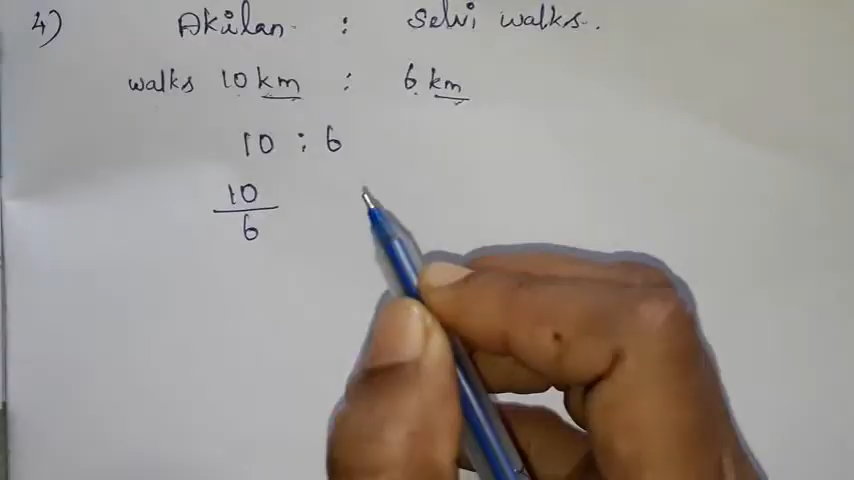 4) Akilan : Selvi walks.
walks 10 km : 6 km
10 : 6
10
6